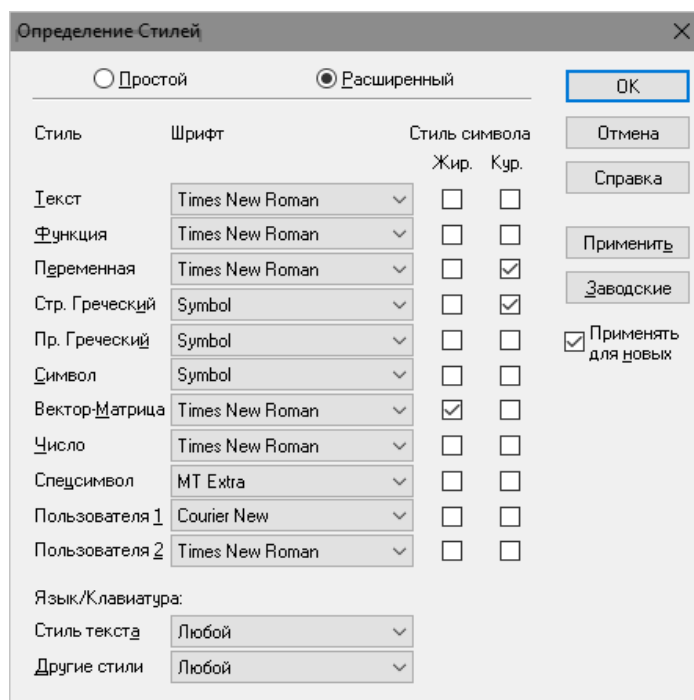 Определение Стилей
Простой Расширенный
OK
Стиль Шрифт Стиль символа
Отмена
Жир. Кур.
Справка
Текст Times New Roman
Функция Times New Roman
Применить
Переменная Times New Roman
Заводские
Стр. Греческий Symbol
Применять
для новых
Пр. Греческий Symbol
Символ Symbol
Вектор-Матрица Times New Roman
Число Times New Roman
Спецсимвол MT Extra
Пользователя 1 Courier New
Пользователя 2 Times New Roman
Язык/Клавиатура:
Стиль текста Любой
Другие стили Любой